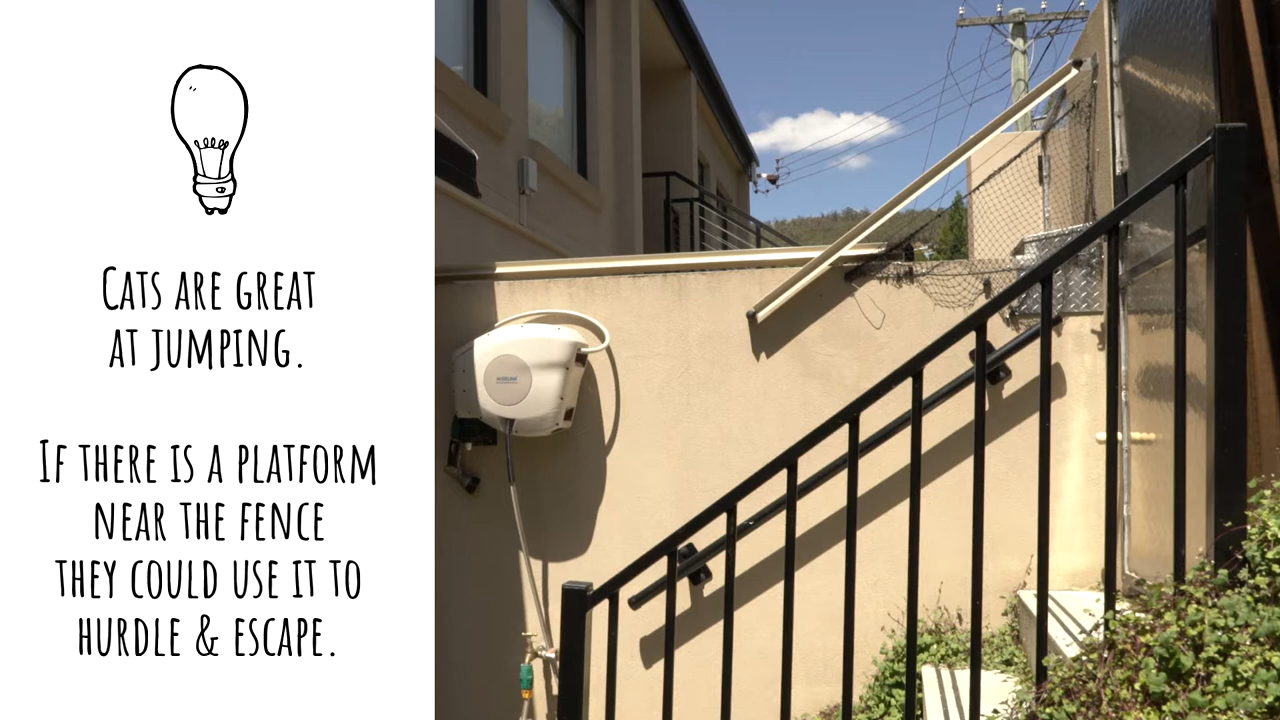 Cats are great
at jumping.
If there is a platform
near the fence
they could use it to
hurdle & escape.